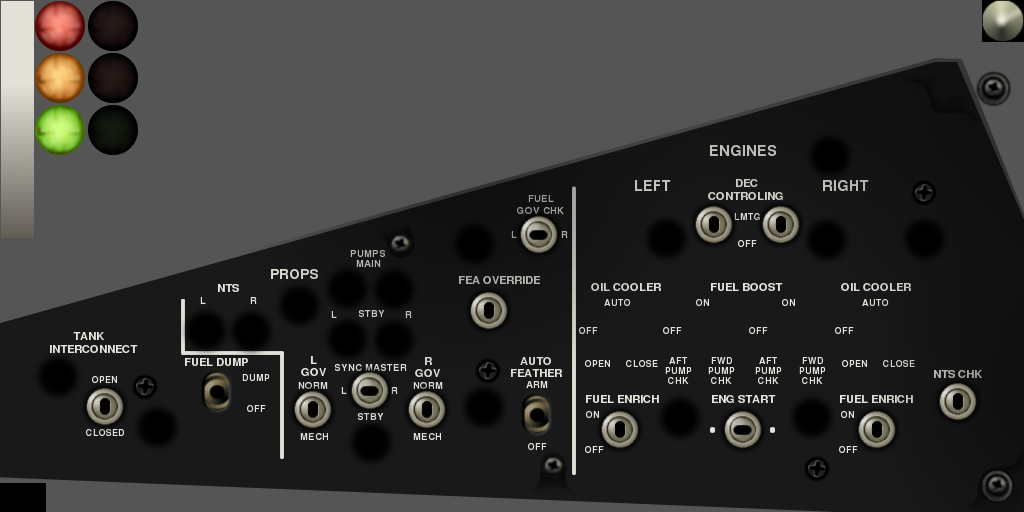 ENGINES
LEFT
DEC
CONTROLING
RIGHT
LMTG
OFF
FUEL
GOV CHK
L
R
PUMPS
MAIN
PROPS
NTS
L
R
L
STBY
R
FEA OVERRIDE
OIL COOLER
FUEL BOOST
OIL COOLER
AUTO
ON
ON
AUTO
OFF
OFF
OFF
OFF
TANK
INTERCONNECT
OPEN
CLOSED
FUEL DUMP
DUMP
OFF
L
GOV
NORM
MECH
SYNC MASTER
L
R
STBY
R
GOV
NORM
MECH
AUTO
FEATHER
ARM
OFF
OPEN
CLOSE
AFT
PUMP
CHK
FWD
PUMP
CHK
AFT
PUMP
CHK
FWD
PUMP
CHK
OPEN
CLOSE
FUEL ENRICH
ON
OFF
ENG START
FUEL ENRICH
ON
OFF
NTS CHK